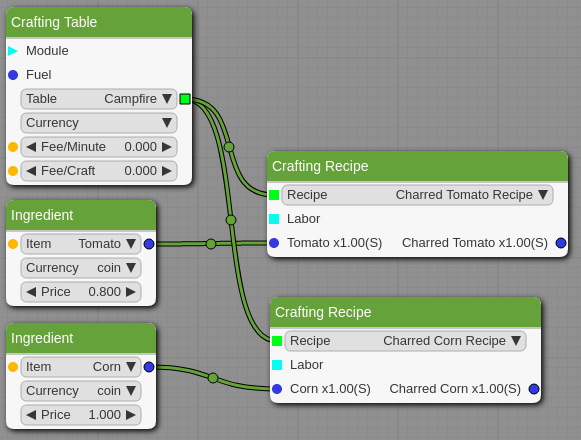 Crafting Table
Module
Fuel
Table Campfire
Currency
Fee/Minute 0.000
Fee/Craft 0.000
Ingredient
Item Tomato
Currency coin
Price 0.800
Ingredient
Item Corn
Currency coin
Price 1.000
Crafting Recipe
Recipe Charred Tomato Recipe
Labor
Tomato x1.00(S) Charred Tomato x1.00(S)
Crafting Recipe
Recipe Charred Corn Recipe
Labor
Corn x1.00(S) Charred Corn x1.00(S)